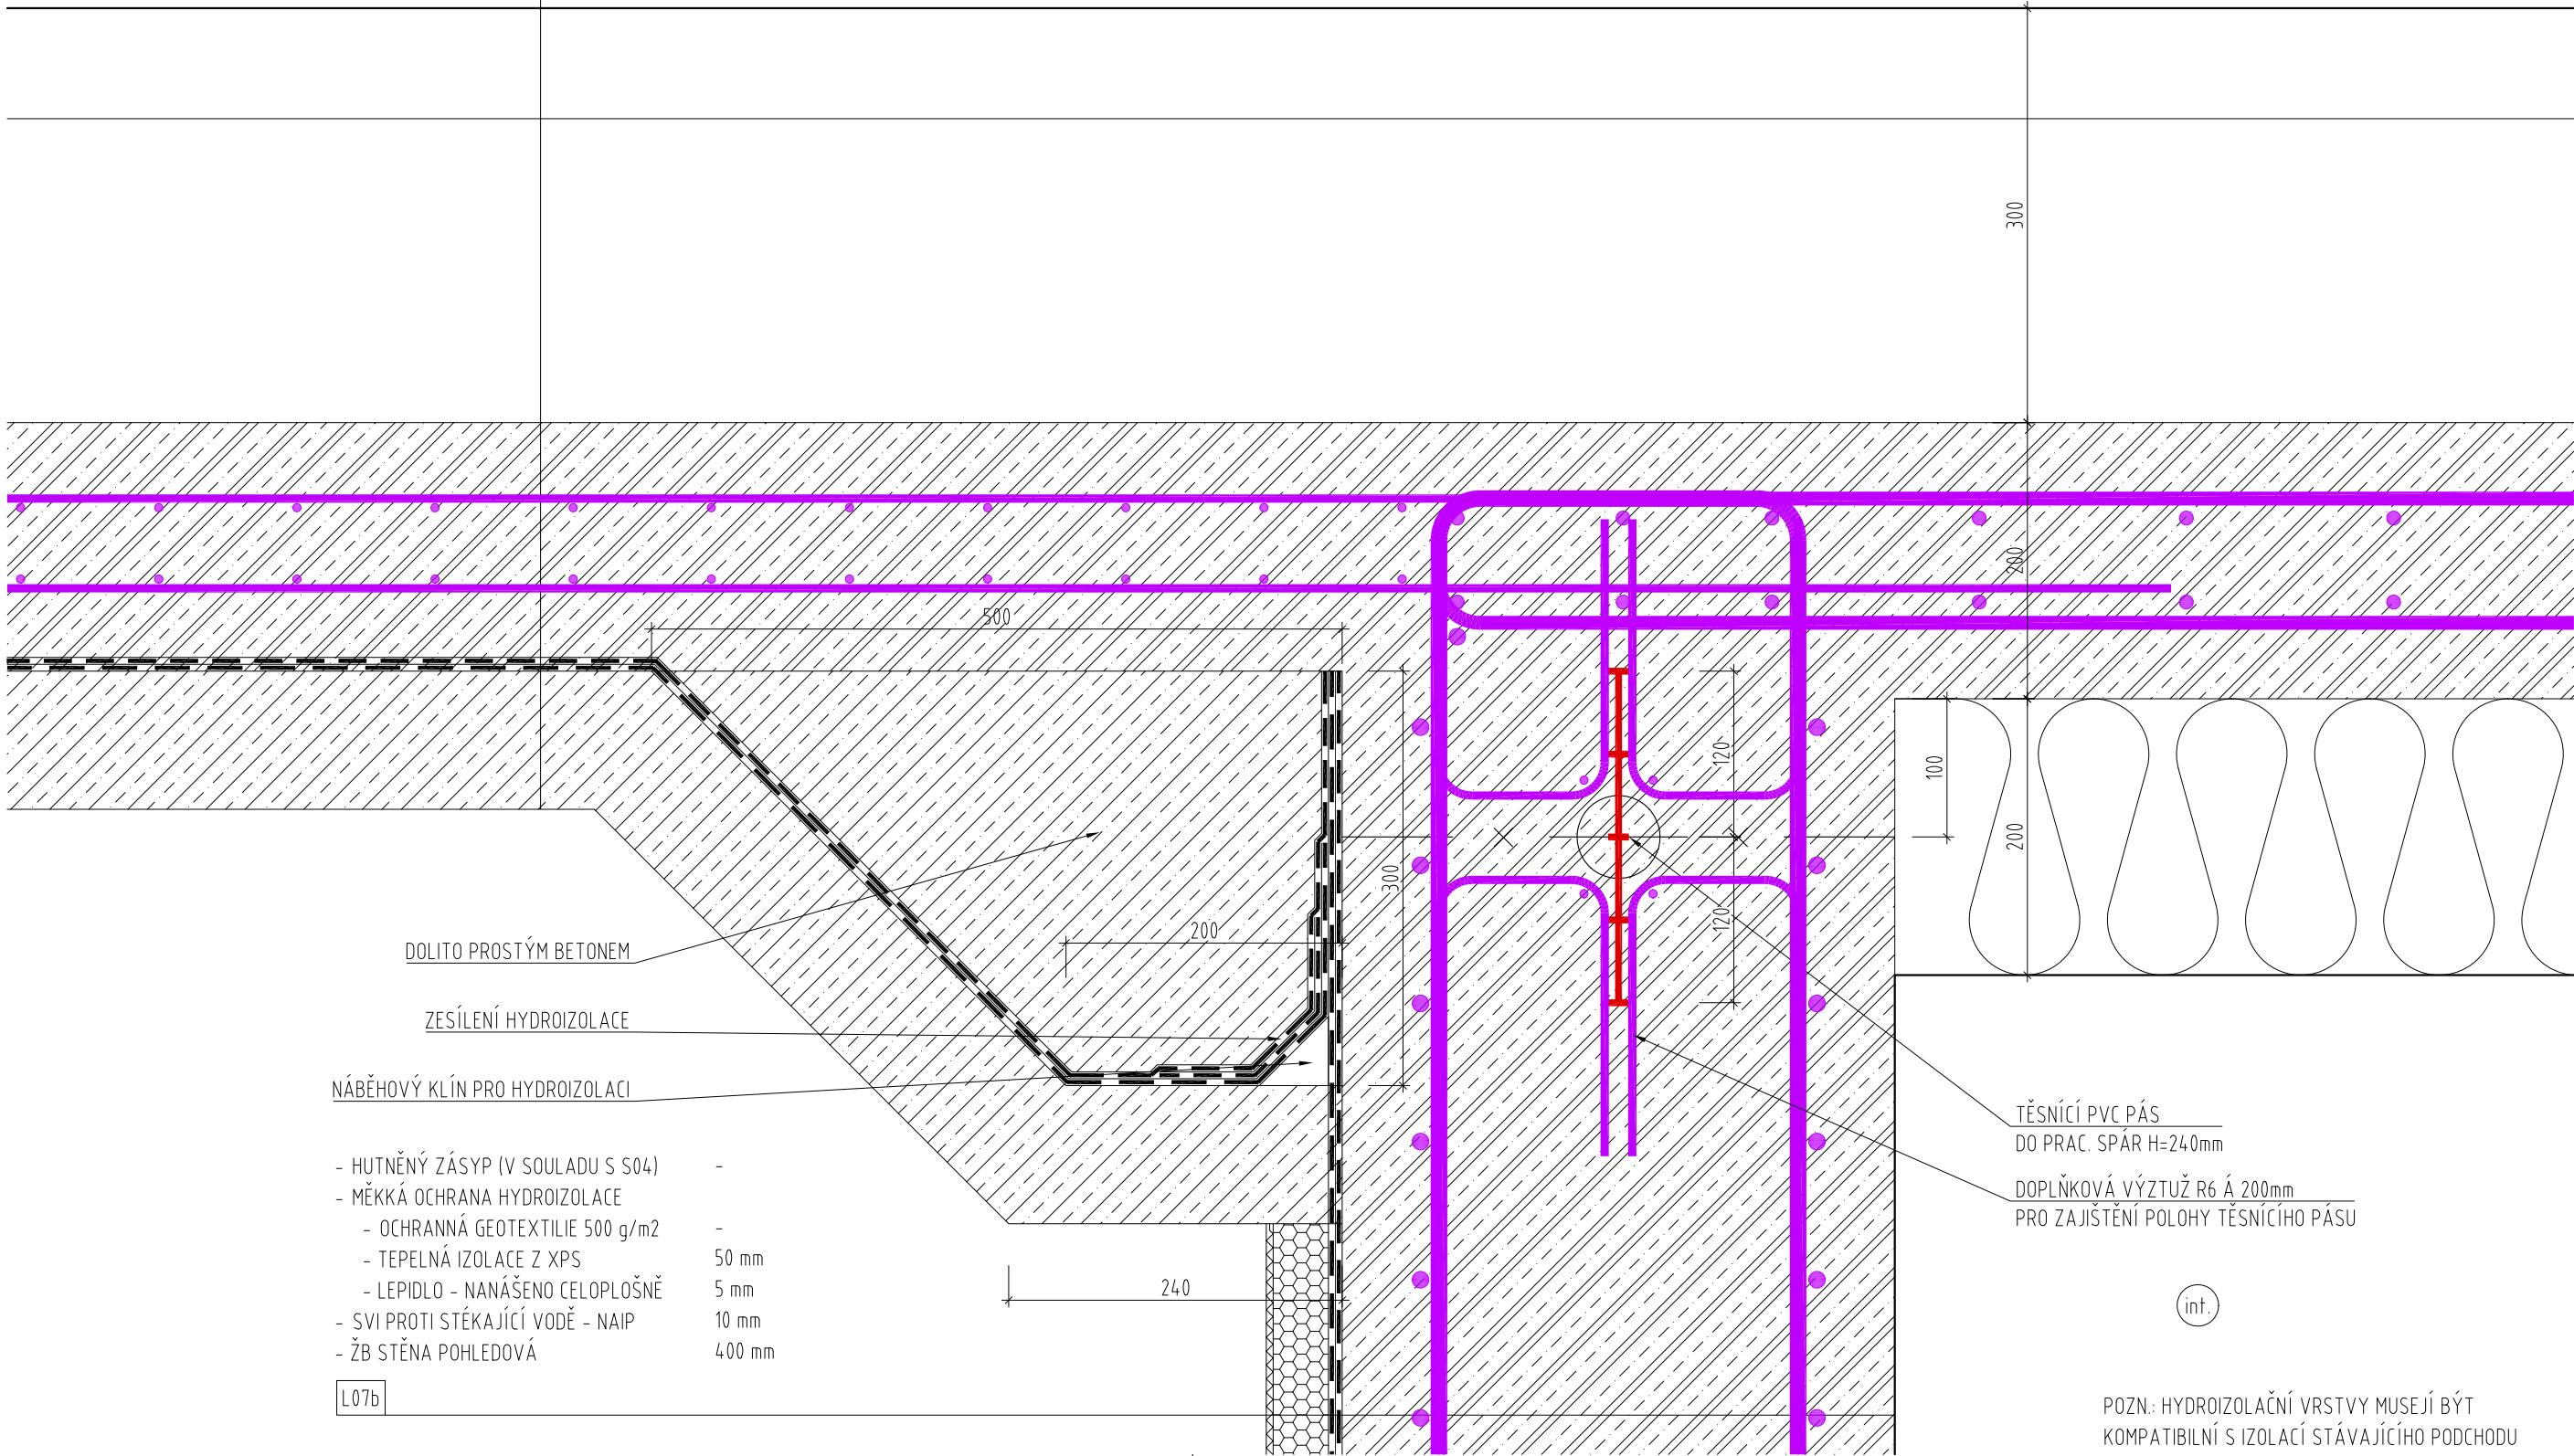 300
200
500
120
100
200
300
120
200
DOLITO PROSTÝM BETONEM
ZESÍLENÍ HYDROIZOLACE
NÁBĚHOVÝ KLÍN PRO HYDROIZOLACI
- HUTNĚNÝ ZÁSYP (V SOULADU S S04) -
- MĚKKÁ OCHRANA HYDROIZOLACE
- OCHRANNÁ GEOTEXTILIE 500 g/m2 -
- TEPELNÁ IZOLACE Z XPS 50 mm
- LEPIDLO - NANÁŠENO CELOPLOŠNĚ 5 mm
- SVI PROTI STÉKAJÍCÍ VODĚ - NAIP 10 mm
- ŽB STĚNA POHLEDOVÁ 400 mm
L07b
240
TĚSNÍCÍ PVC PÁS
DO PRAC. SPÁR H=240mm
DOPLŇKOVÁ VÝZTUŽ R6 Á 200mm
PRO ZAJIŠTĚNÍ POLOHY TĚSNÍCÍHO PÁSU
int.
POZN.: HYDROIZOLAČNÍ VRSTVY MUSEJÍ BÝT
KOMPATIBILNÍ S IZOLACÍ STÁVAJÍCÍHO PODCHODU